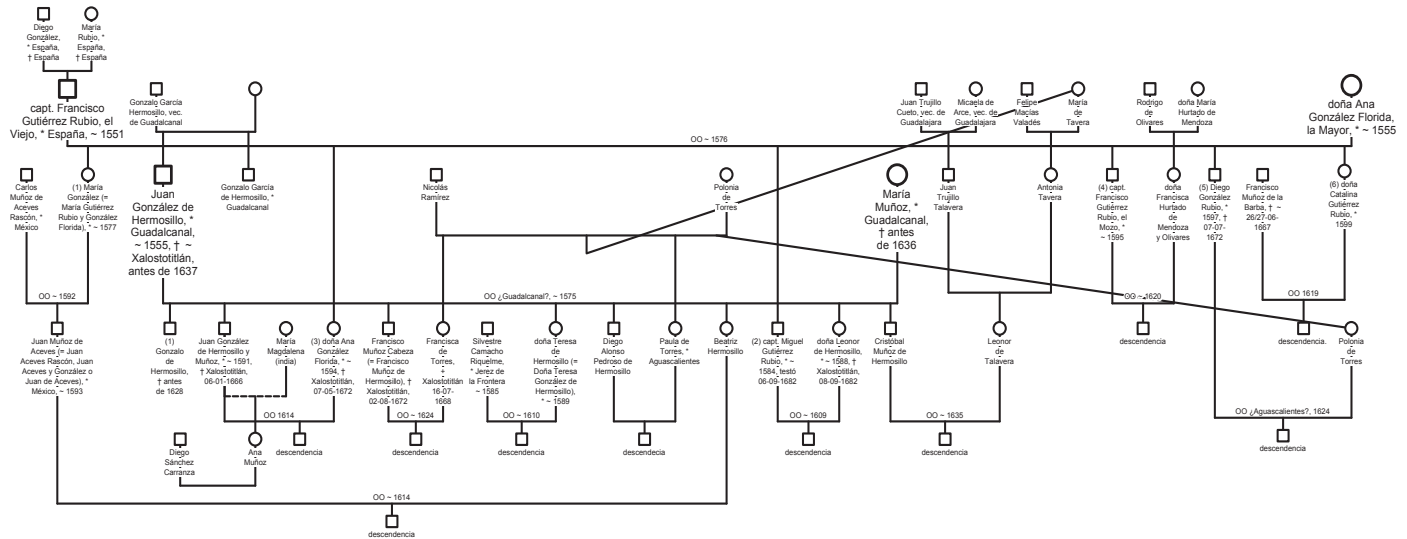 Diego
González,
* España,
† España
María
Rubio, *
España,
† España
capt. Francisco
Gutiérrez Rubio, el
Viejo, * España, ~ 1551
Gonzalo García
Hermosillo, vec.
de Guadalcanal
Juan Trujillo
Cueto, vec. de
Guadalajara
Micaela de
Arce, vec. de
Guadalajara
Felipe
Macías
Valadés
María
de
Tavera
Rodrigo
de
Olivares
doña María
Hurtado de
Mendoza
doña Ana
González Florida,
la Mayor, * ~ 1555
OO ~ 1576
Carlos
Muñoz de
Aceves
Rascón, *
México
(1) María
González (=
María Gutiérrez
Rubio y González
Florida), * ~ 1577
Juan
González de
Hermosillo, *
Guadalcanal,
~ 1555, † ~
Xalostotitlán,
antes de 1637
Gonzalo García
de Hermosillo, *
Guadalcanal
Nicolás
Ramírez
Polonia
de
Torres
María
Muñoz, *
Guadalcanal,
† antes
de 1636
Juan
Trujillo
Talavera
Antonia
Tavera
(4) capt.
Francisco
Gutiérrez
Rubio, el
Mozo, *
~ 1595
doña
Francisca
Hurtado
de
Mendoza
y Olivares
(5) Diego
González
Rubio, *
1597, †
07-07-
1672
Francisco
Muñoz de la
Barba, † ~
26/27-06-
1667
(6) doña
Catalina
Gutiérrez
Rubio, *
1599
OO ~ 1592
OO ¿Guadalcanal?, ~ 1575
OO ~ 1620
OO 1619
Juan Muñoz de
Aceves (= Juan
Aceves Rascón, Juan
Aceves y González o
Juan de Aceves), *
México, ~ 1593
(1)
Gonzalo
de
Hermosillo,
† antes
de 1628
Juan González
de Hermosillo y
Muñoz, * ~ 1591,
† Xalostotitlán,
06-01-1666
María
Magdalena
(india)
(3) doña Ana
González
Florida, * ~
1594, †
Xalostotitlán,
07-05-1672
Francisco
Muñoz Cabeza
(= Francisco
Muñoz de
Hermosillo), †
Xalostotitlán,
02-08-1672
Francisca
de
Torres,
+
Xalostotitlán
16-07-
1668
Silvestre
Camacho
Riquelme,
* Jerez de
la Frontera
~ 1585
doña Teresa
de
Hermosillo (=
Doña Teresa
González de
Hermosillo),
* ~ 1589
Diego
Alonso
Pedroso de
Hermosillo
Paula de
Torres, *
Aguascalientes
Beatriz
Hermosillo
(2) capt. Miguel
Gutiérrez
Rubio, * ~
1584, testó
06-09-1682
doña Leonor
de Hermosillo,
* ~ 1588, †
Xalostotitlán,
08-09-1682
Cristóbal
Muñoz de
Hermosillo
Leonor
de
Talavera
descendencia
descendencia.
Polonia
de
Torres
OO 1614
OO ~ 1624
OO ~ 1610
OO ~ 1609
OO ~ 1635
OO ¿Aguascalientes?, 1624
Diego
Sánchez
Carranza
Ana
Muñoz
descendencia
descendencia
descendencia
descendencia
descendencia
descendencia
descendencia
OO ~ 1614
descendencia